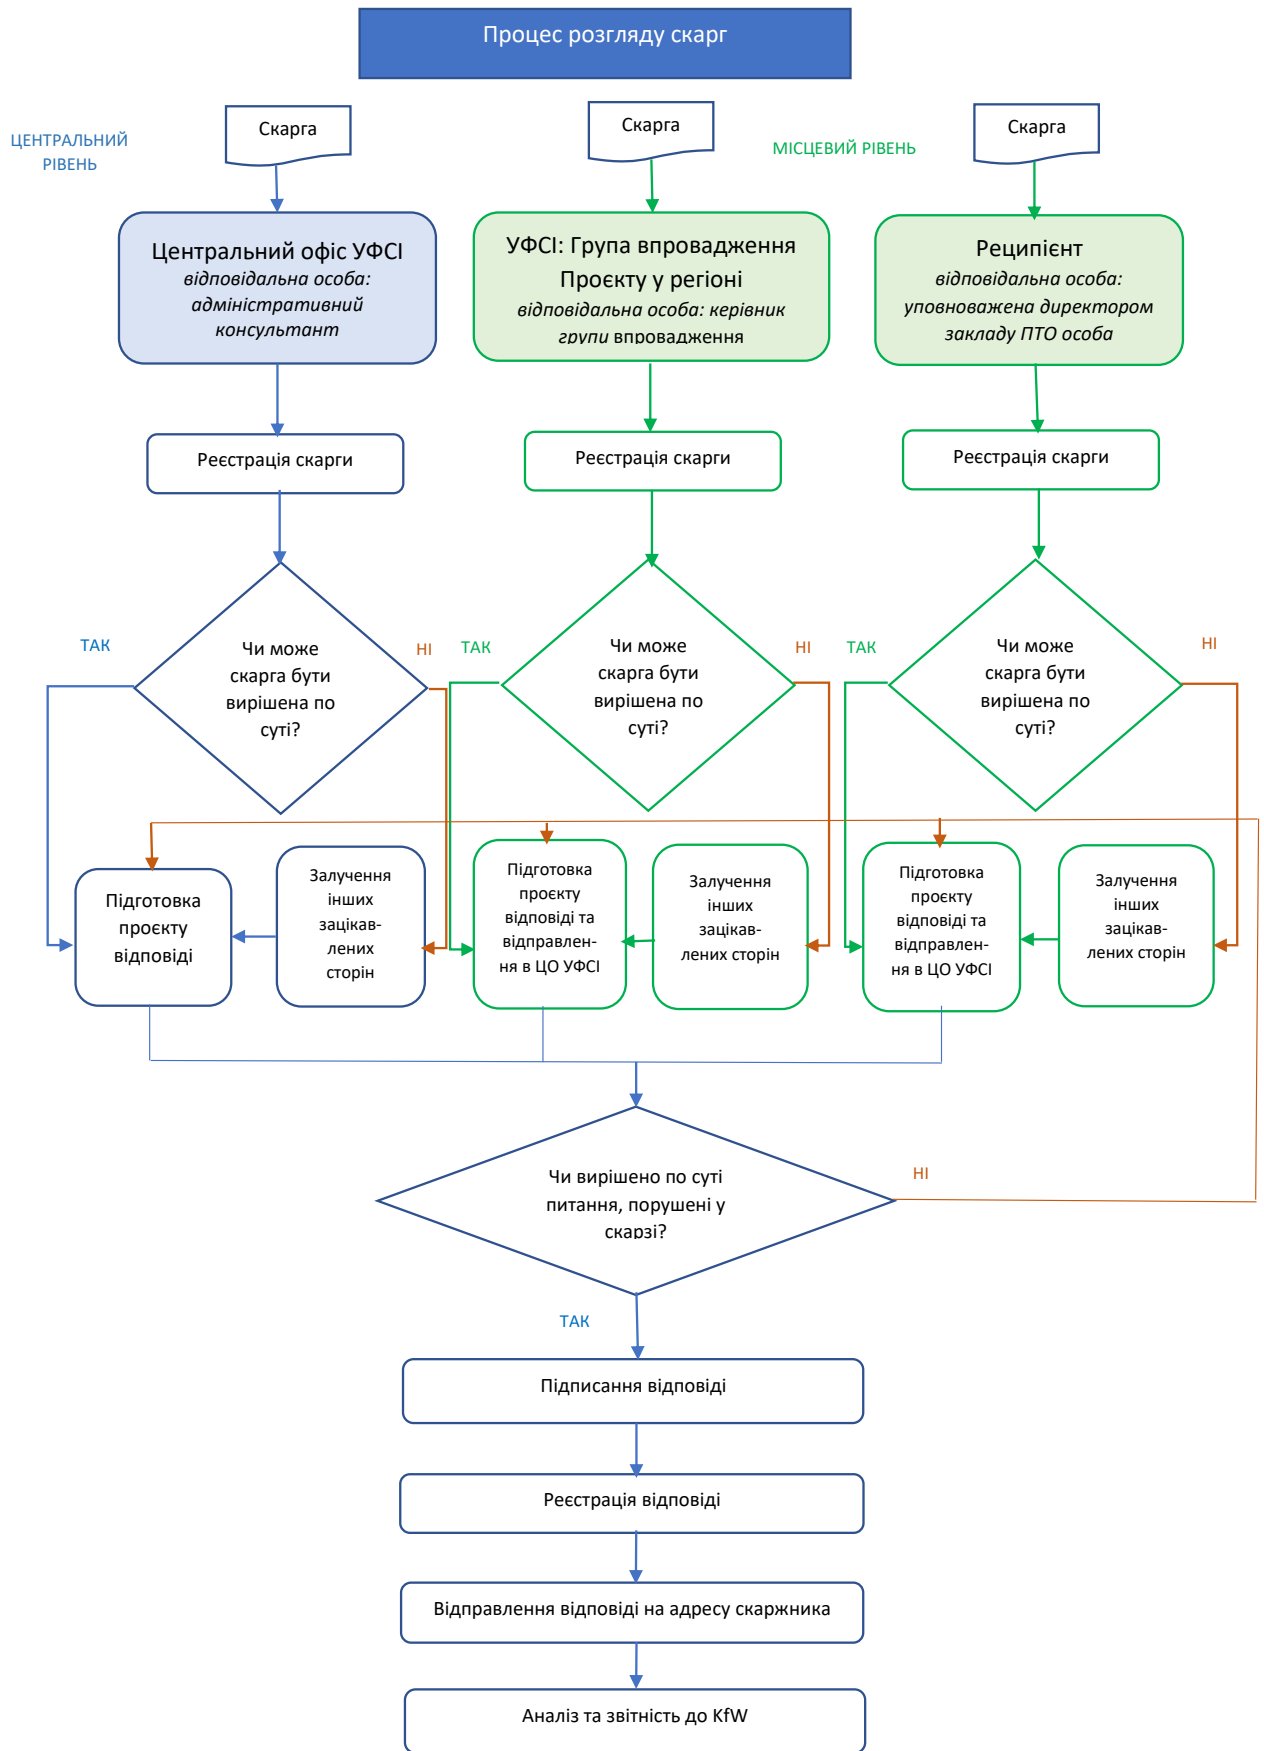 Процес розгляду скарг
ЦЕНТРАЛЬНИЙ
РІВЕНЬ
Скарга
Скарга
МІСЦЕВИЙ РІВЕНЬ
Скарга
Центральний офіс УФСІ
відповідальна особа:
адміністративний
консультант
УФСІ: Група впровадження
Проєкту у регіоні
відповідальна особа: керівник
групи впровадження
Реципієнт
відповідальна особа:
уповноважена директором
закладу ПТО особа
Реєстрація скарги
Реєстрація скарги
Реєстрація скарги
ТАК
Чи може
скарга бути
вирішена по
суті?
НІ
ТАК
Чи може
скарга бути
вирішена по
суті?
НІ
ТАК
Чи може
скарга бути
вирішена по
суті?
НІ
Підготовка
проєкту
відповіді
Залучення
інших
зацікав-
лених
сторін
Підготовка
проєкту
відповіді та
відправлен-
ня в ЦО УФСІ
Залучення
інших
зацікав-
лених сторін
Підготовка
проєкту
відповіді та
відправлен-
ня в ЦО УФСІ
Залучення
інших
зацікав-
лених сторін
Чи вирішено по суті
питання, порушені у
скарзі?
НІ
ТАК
Підписання відповіді
Реєстрація відповіді
Відправлення відповіді на адресу скаржника
Аналіз та звітність до KfW